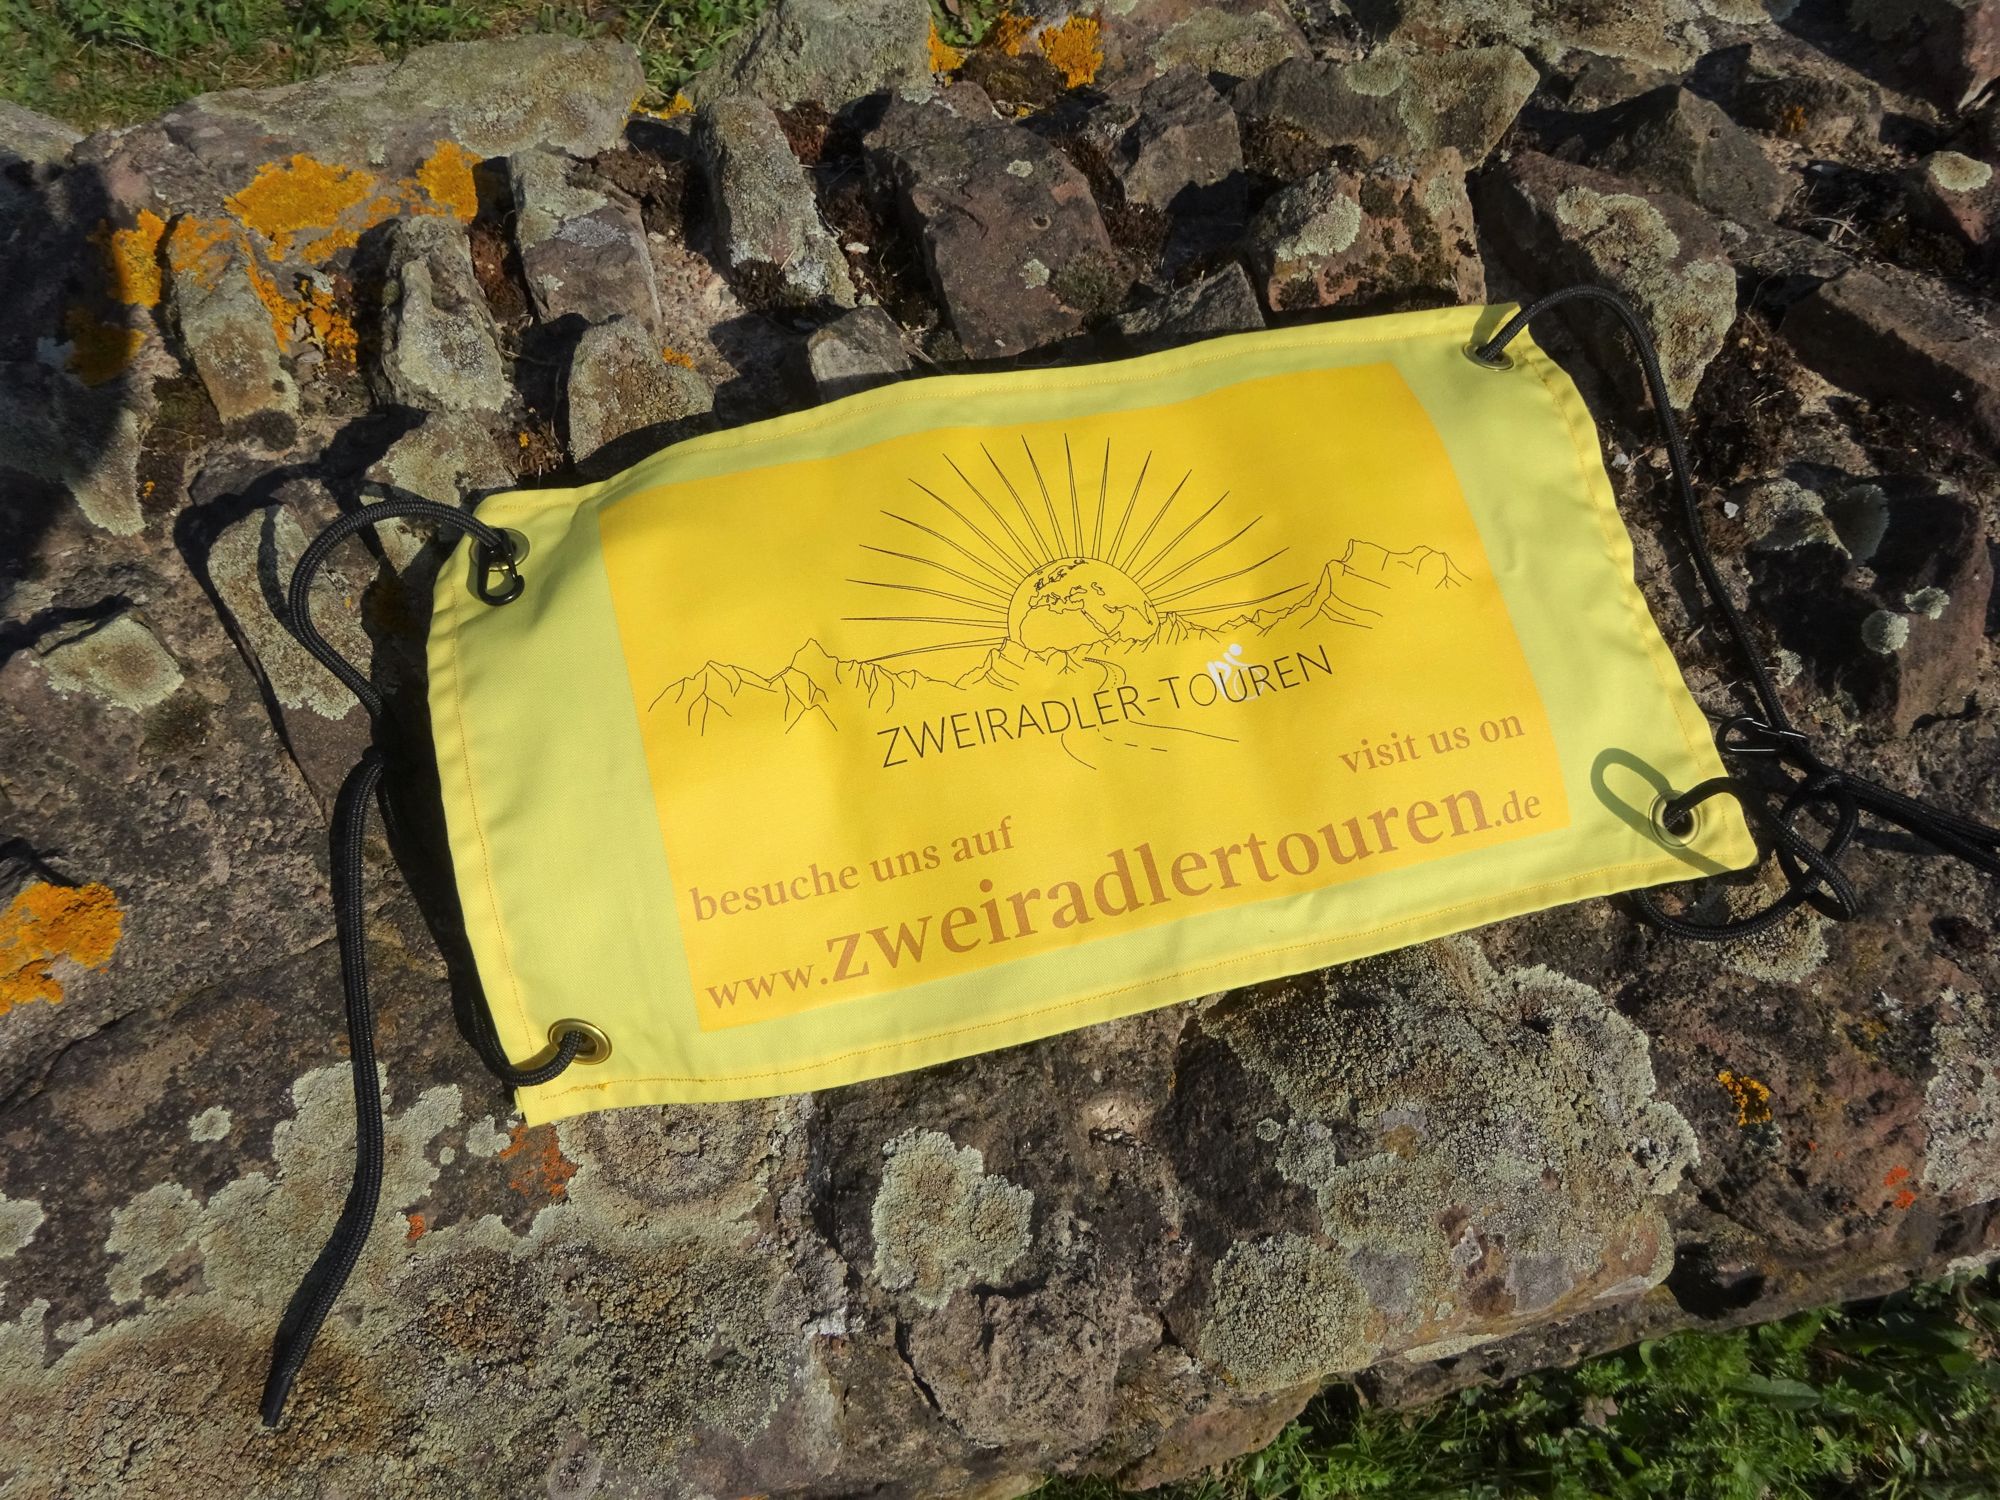 ZWEIRADLER-TOUREN
visit us on
besuche uns auf
www.zweiradlertouren.de